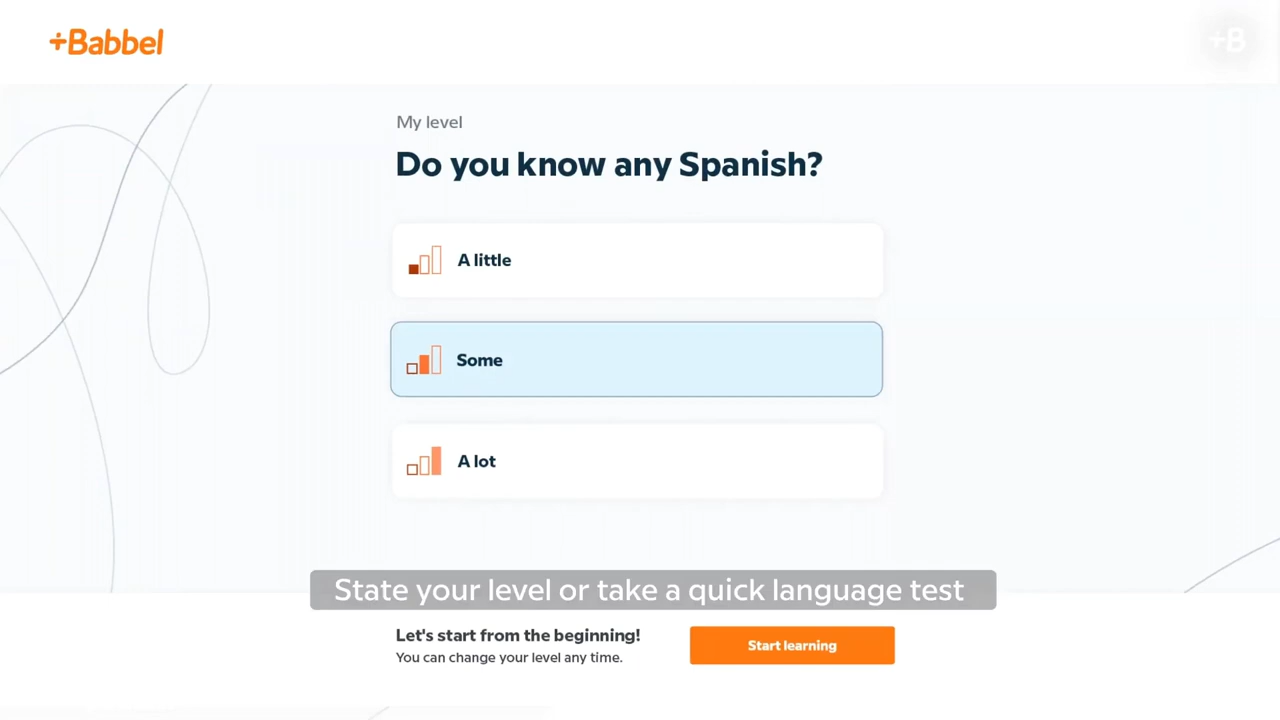 +Babbel
+B
My level
Do you know any Spanish?
A little
Some
A lot
State your level or take a quick language test
Let's start from the beginning!
You can change your level any time.
Start learning